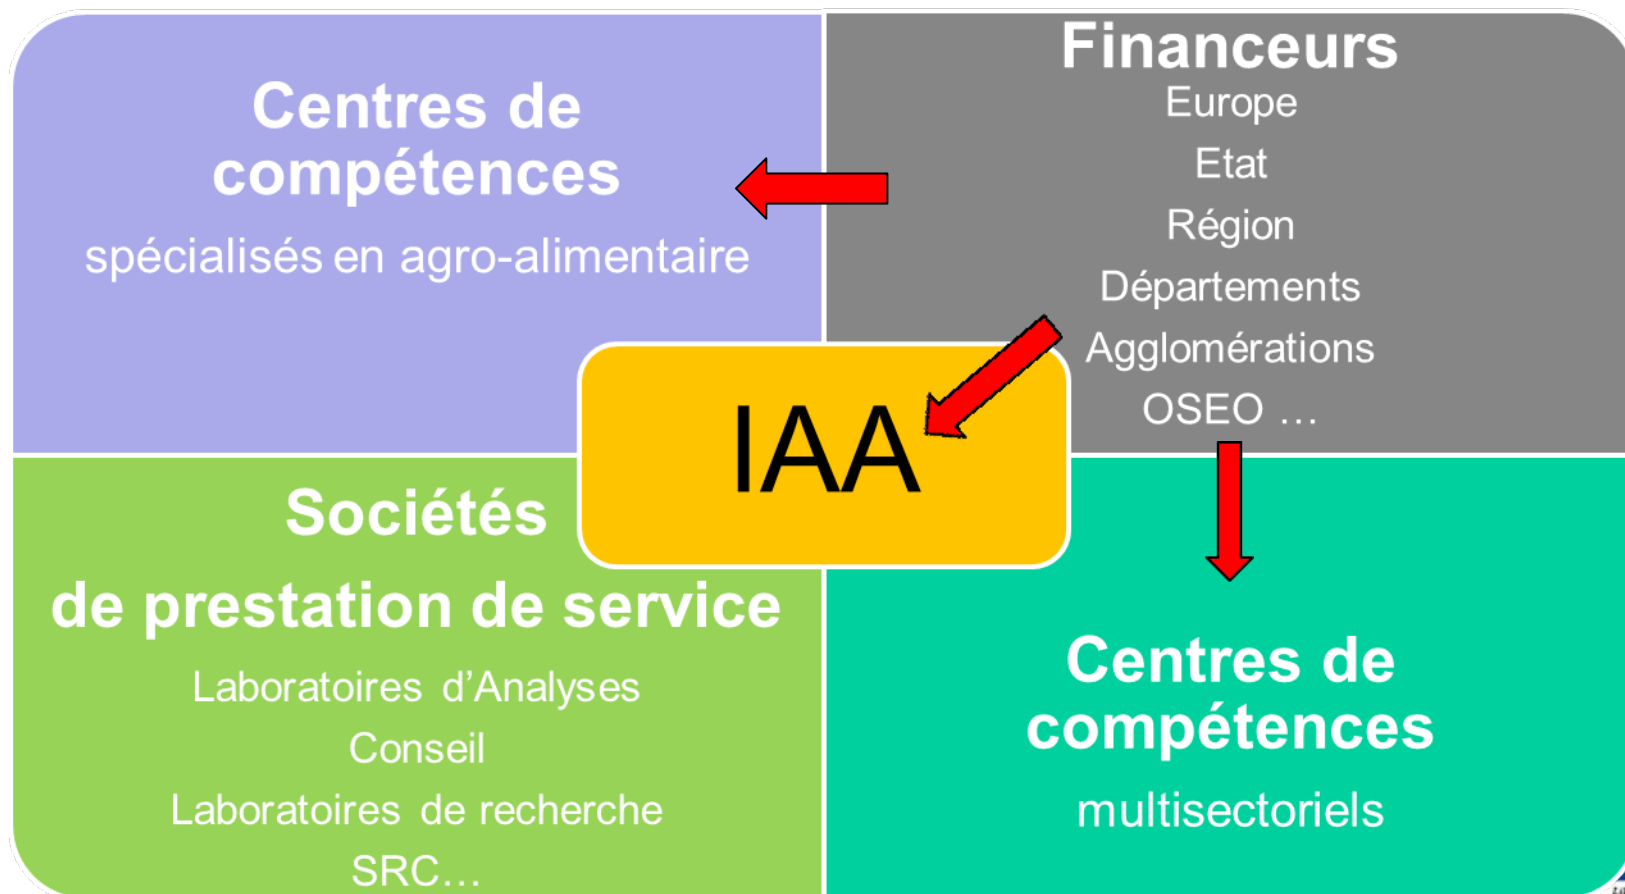 Centres de
compétences
spécialisés en agro-alimentaire
Financeurs
Europe
Etat
Région
Départements
Agglomérations
OSEO …
IAA
Sociétés
de prestation de service
Laboratoires d’Analyses
Conseil
Laboratoires de recherche
SRC…
Centres de
compétences
multisectoriels